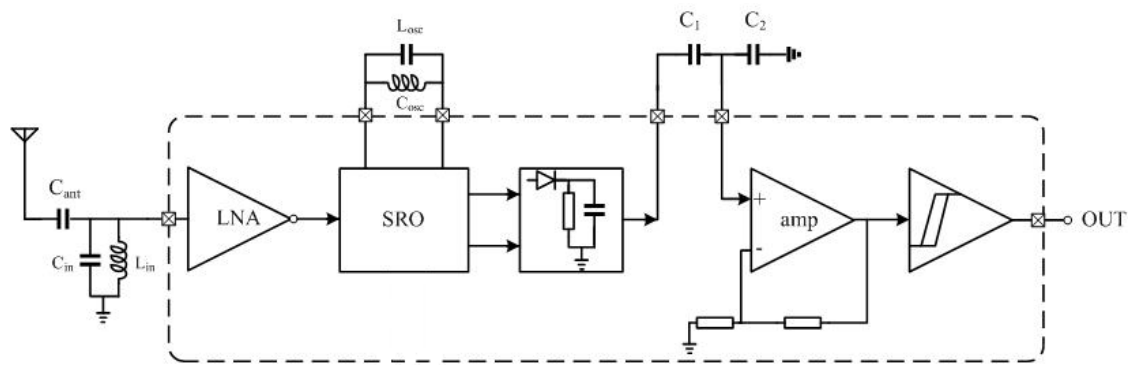 C1
C2
Losc
Cosc
Cant
LNA
SRO
+
amp
-
OUT
Cin
Lin